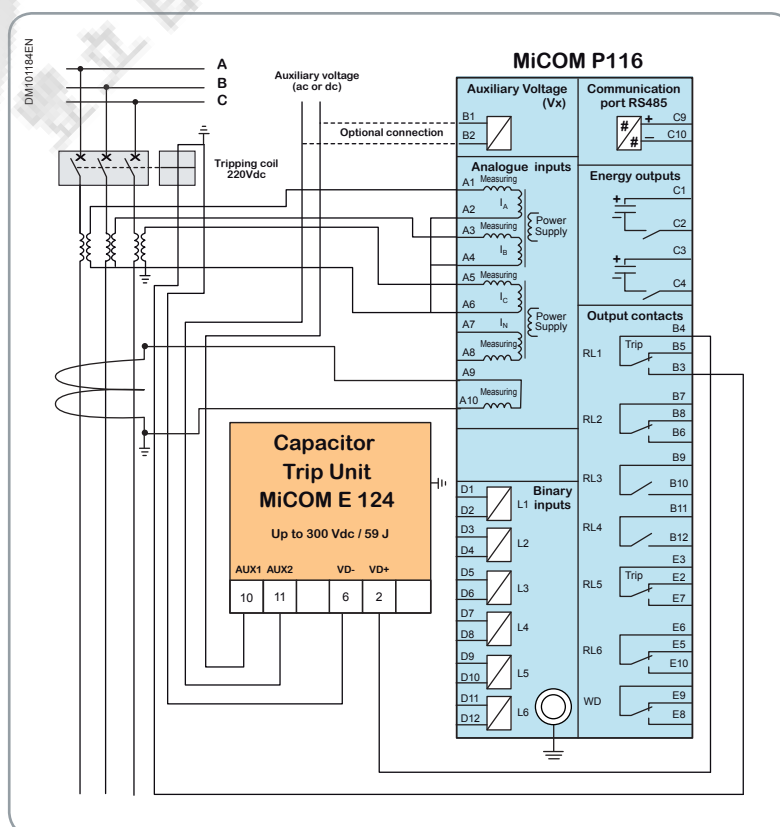 DM101184EN
A
B
C
Auxiliary voltage
(ac or dc)
Optional connection
Tripping coil
220Vdc
MiCOM P116
Auxiliary Voltage
(Vx)
B1
B2
Communication
port RS485
# #
+ C9
– C10
Analogue inputs
A1 Measuring
IA
A2
A3 Measuring
IB
A4
Power
Supply
A5 Measuring
IC
A6
A7 IN
Power
Supply
A8 Measuring
A9
A10 Measuring
Energy outputs
C1
+
–
C2
C3
+
–
C4
Output contacts
B4
RL1 Trip B5
B3
B7
RL2 B8
B6
B9
RL3 B10
B11
RL4 B12
E3
RL5 Trip E2
E7
E6
RL6 E5
E10
WD E9
E8
Binary
inputs
D1
D2 L1
D3
D4 L2
D5
D6 L3
D7
D8 L4
D9
D10 L5
D11
D12 L6
Capacitor
Trip Unit
MiCOM E 124
Up to 300 Vdc / 59 J
AUX1 AUX2 VD- VD+
10 11 6 2